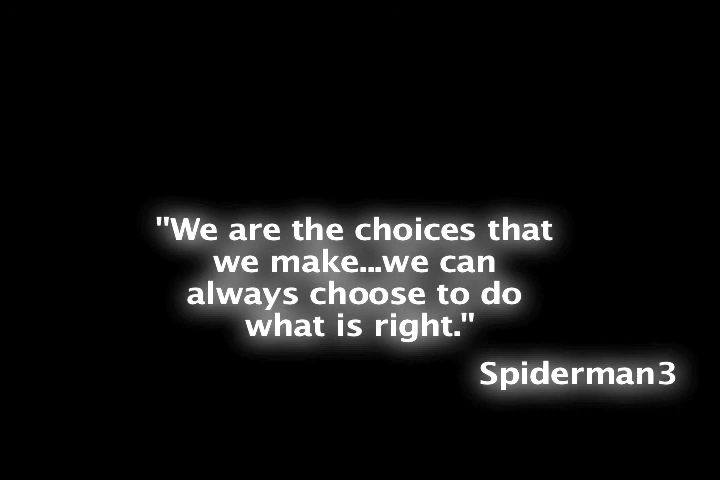 "We are the choices that
we make...we can
always choose to do
what is right."
Spiderman3